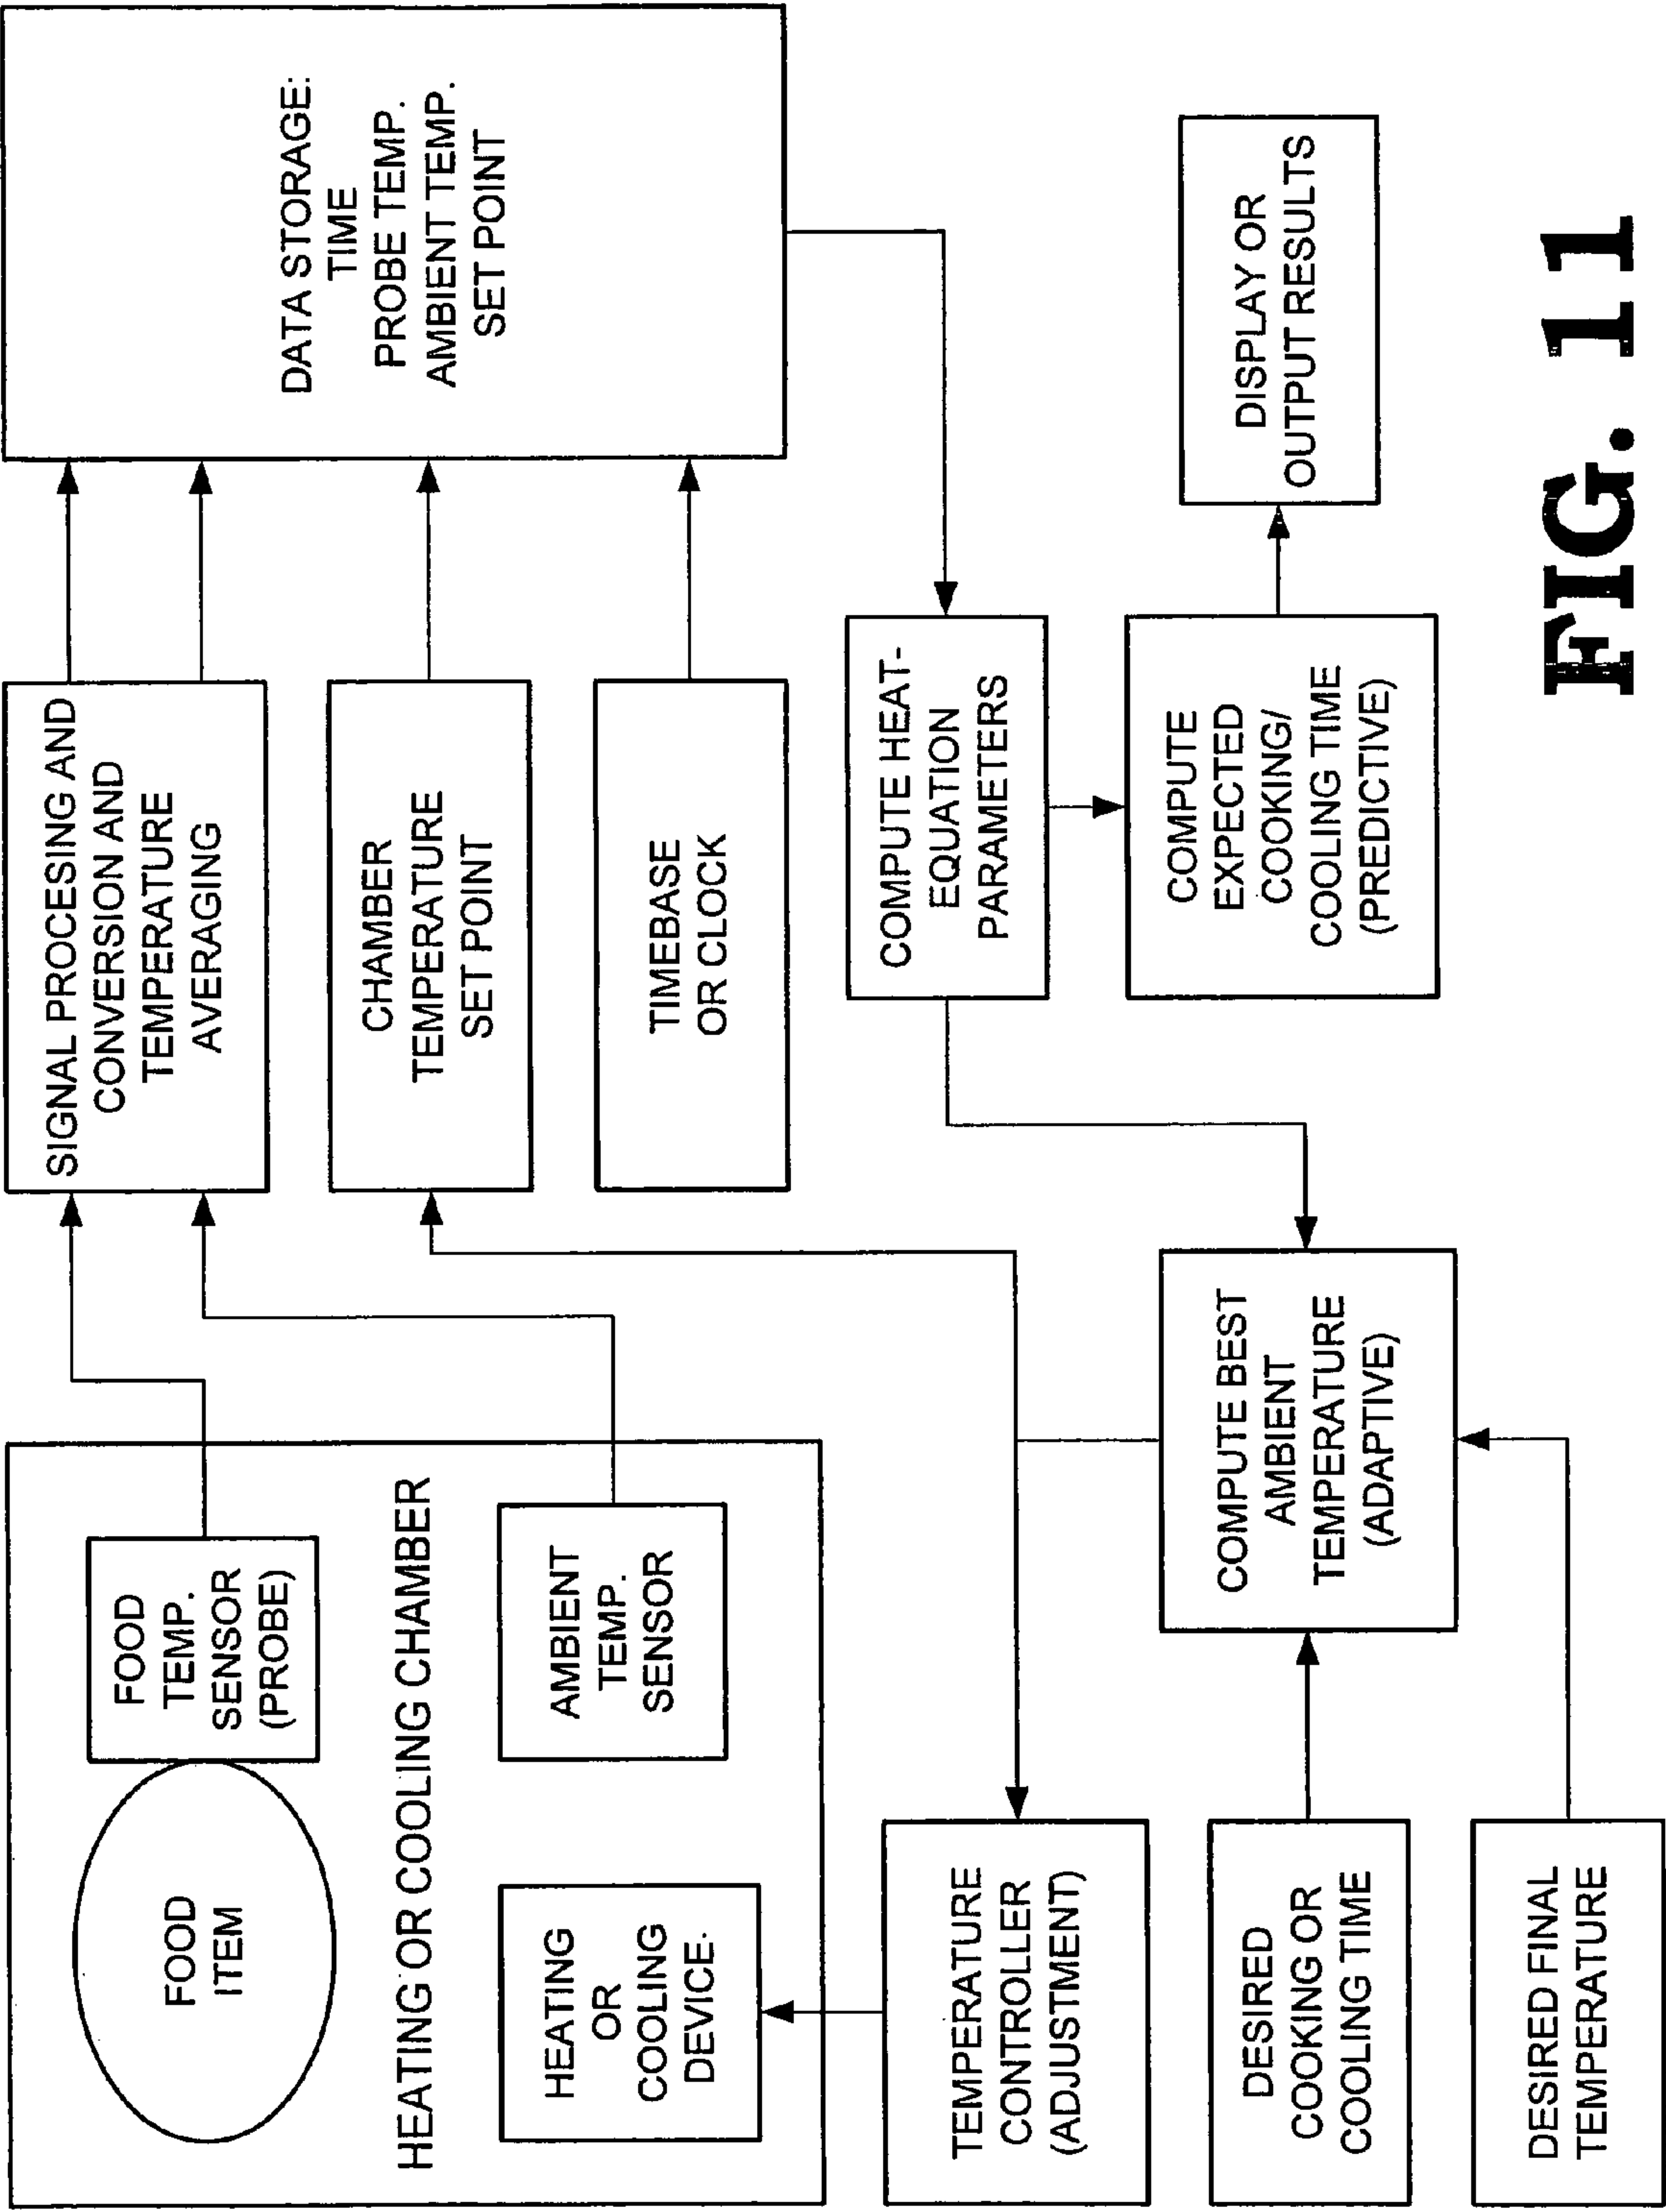 FOOD
ITEM
FOOD
TEMP.
SENSOR
(PROBE)
HEATING OR COOLING CHAMBER
HEATING
OR
COOLING
DEVICE.
AMBIENT
TEMP.
SENSOR
SIGNAL PROCESSING AND
CONVERSION AND
TEMPERATURE
AVERAGING
CHAMBER
TEMPERATURE
SET POINT
TIMEBASE
OR CLOCK
DATA STORAGE:
TIME
PROBE TEMP.
AMBIENT TEMP.
SET POINT
TEMPERATURE
CONTROLLER
(ADJUSTMENT)
DESIRED
COOKING OR
COOLING TIME
DESIRED FINAL
TEMPERATURE
COMPUTE BEST
AMBIENT
TEMPERATURE
(ADAPTIVE)
COMPUTE HEAT-
EQUATION
PARAMETERS
COMPUTE
EXPECTED
COOKING/
COOLING TIME
(PREDICTIVE)
DISPLAY OR
OUTPUT RESULTS
FIG. 11